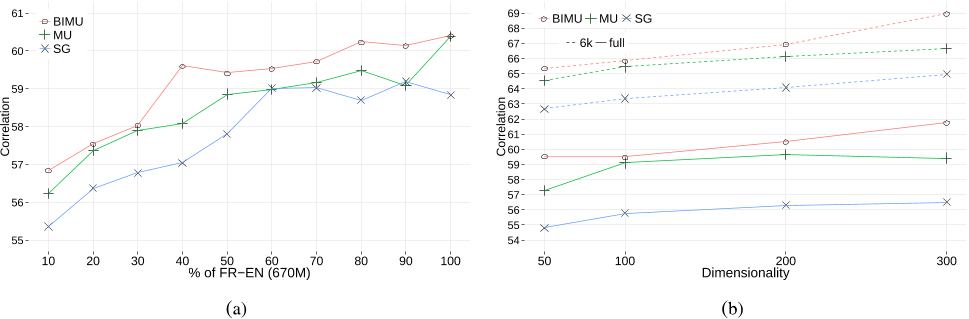 BIMU
MU
SG
61
60
59
58
57
56
55
Correlation
10 20 30 40 50 60 70 80 90 100
% of FR−EN (670M)
(a)
BIMU MU SG
6k full
69
68
67
66
65
64
63
62
61
60
59
58
57
56
55
54
Correlation
50 100 200 300
Dimensionality
(b)